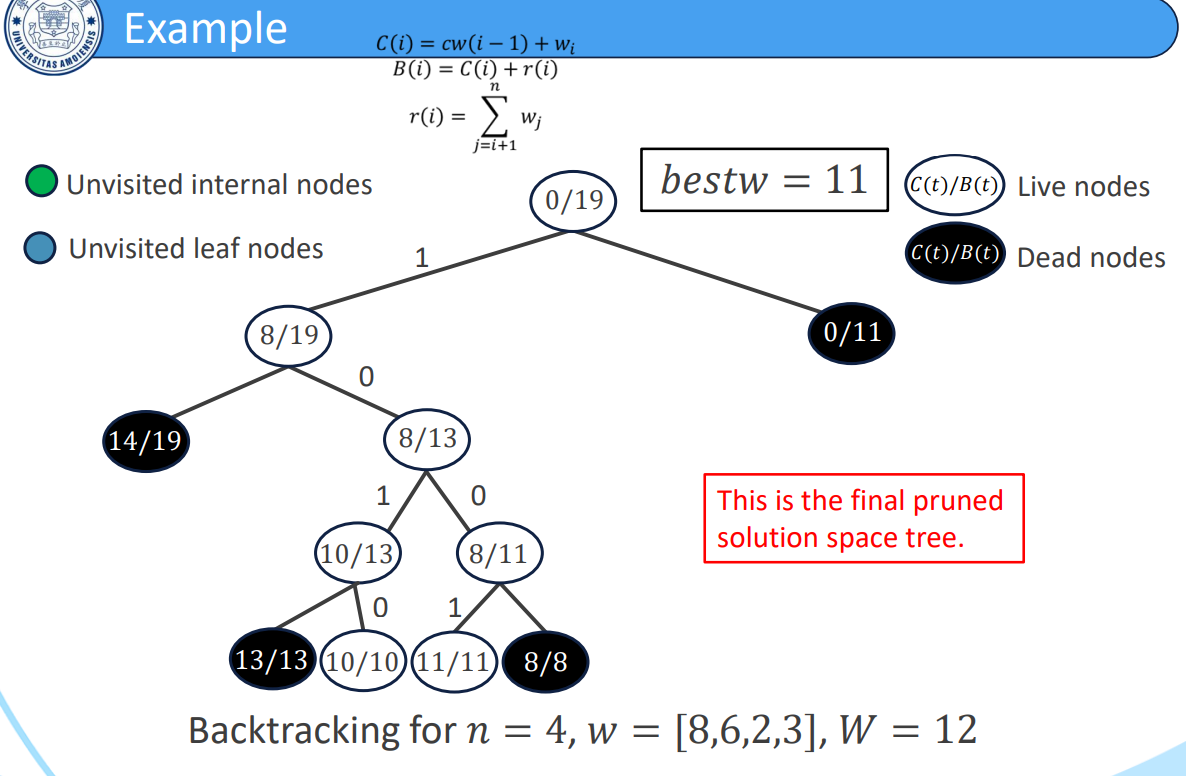 Example
C(i) = cw(i − 1) + wᵢ
B(i) = C(i) + r(i)
n
r(i) = ∑ wⱼ
j=i+1
UNIVERSITAS AMOIENSIS
Unvisited internal nodes
Unvisited leaf nodes
bestw = 11
C(t)/B(t) Live nodes
C(t)/B(t) Dead nodes
0/19
1
8/19
0/11
0
14/19
8/13
1 0
10/13 8/11
0 1
13/13 10/10 11/11 8/8
This is the final pruned
solution space tree.
Backtracking for n = 4, w = [8,6,2,3], W = 12